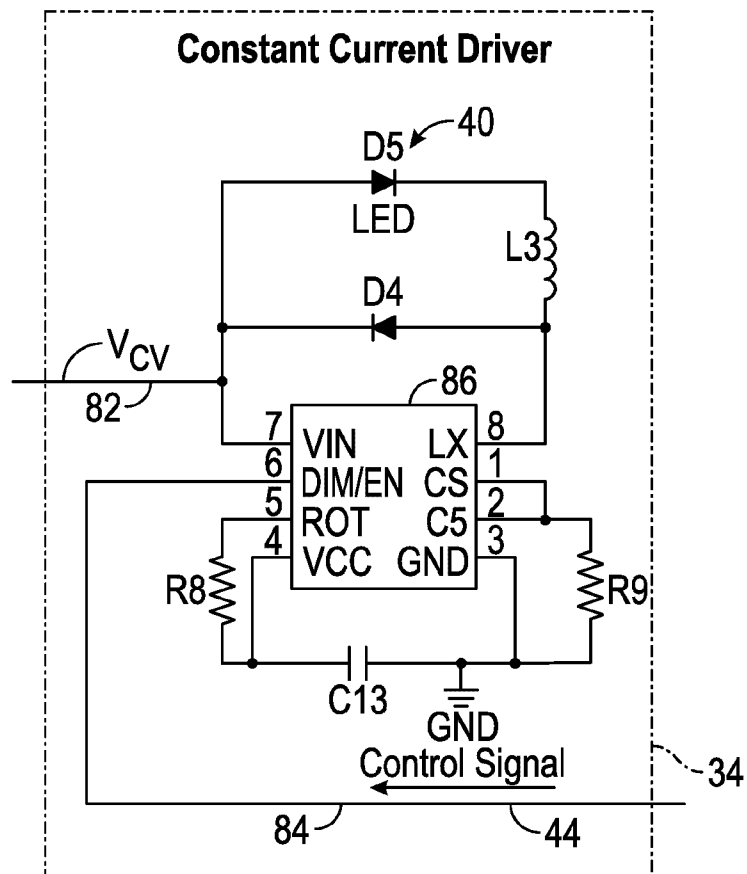 Constant Current Driver
40
D5
LED
L3
D4
VCV
82
86
7 VIN LX 8
6 DIM/EN CS 1
5 ROT C5 2
4 VCC GND 3
R8
R9
C13
GND
Control Signal
34
84
44